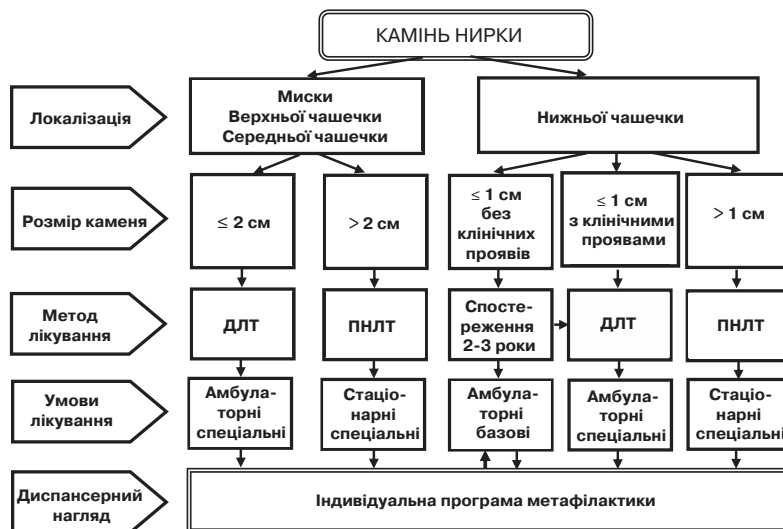 КАМІНЬ НИРКИ
Локалізація
Миски
Верхньої чашечки
Середньої чашечки
Нижньої чашечки
Розмір каменя
≤ 2 см
> 2 см
≤ 1 см
без
клінічних
проявів
≤ 1 см
з клінічними
проявами
> 1 см
Метод
лікування
ДЛТ
ПНЛТ
Спосте-
реження
2-3 роки
ДЛТ
ПНЛТ
Умови
лікування
Амбула-
торні
спеціальні
Стаціо-
нарні
спеціальні
Амбула-
торні
базові
Амбула-
торні
спеціальні
Стаціо-
нарні
спеціальні
Диспансерний
нагляд
Індивідуальна програма метафілактики